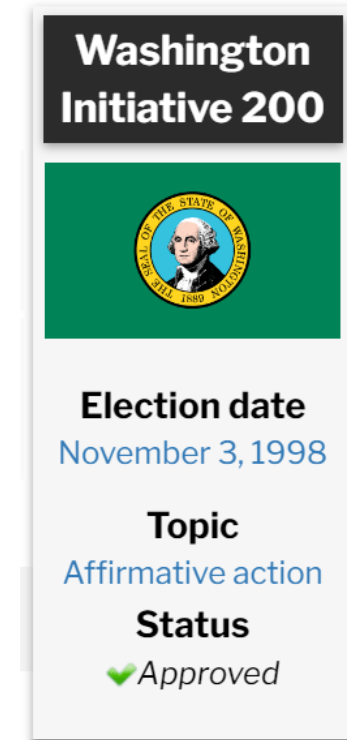 Washington
Initiative 200
THE SEAL OF THE STATE OF WASHINGTON
1889
Election date
November 3, 1998
Topic
Affirmative action
Status
Approved